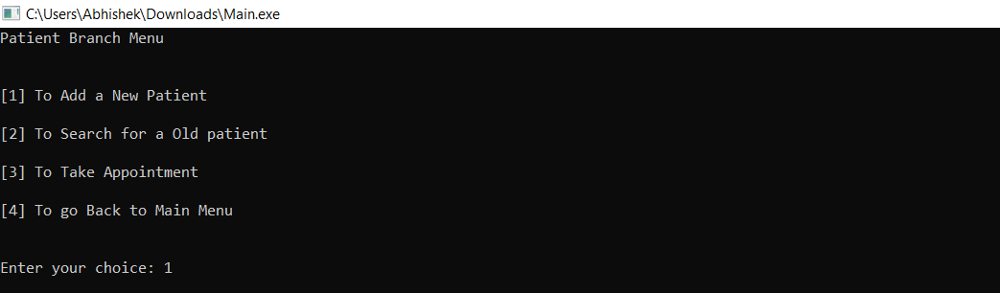 C:\Users\Abhishek\Downloads\Main.exe
Patient Branch Menu
[1] To Add a New Patient
[2] To Search for a Old patient
[3] To Take Appointment
[4] To go Back to Main Menu
Enter your choice: 1